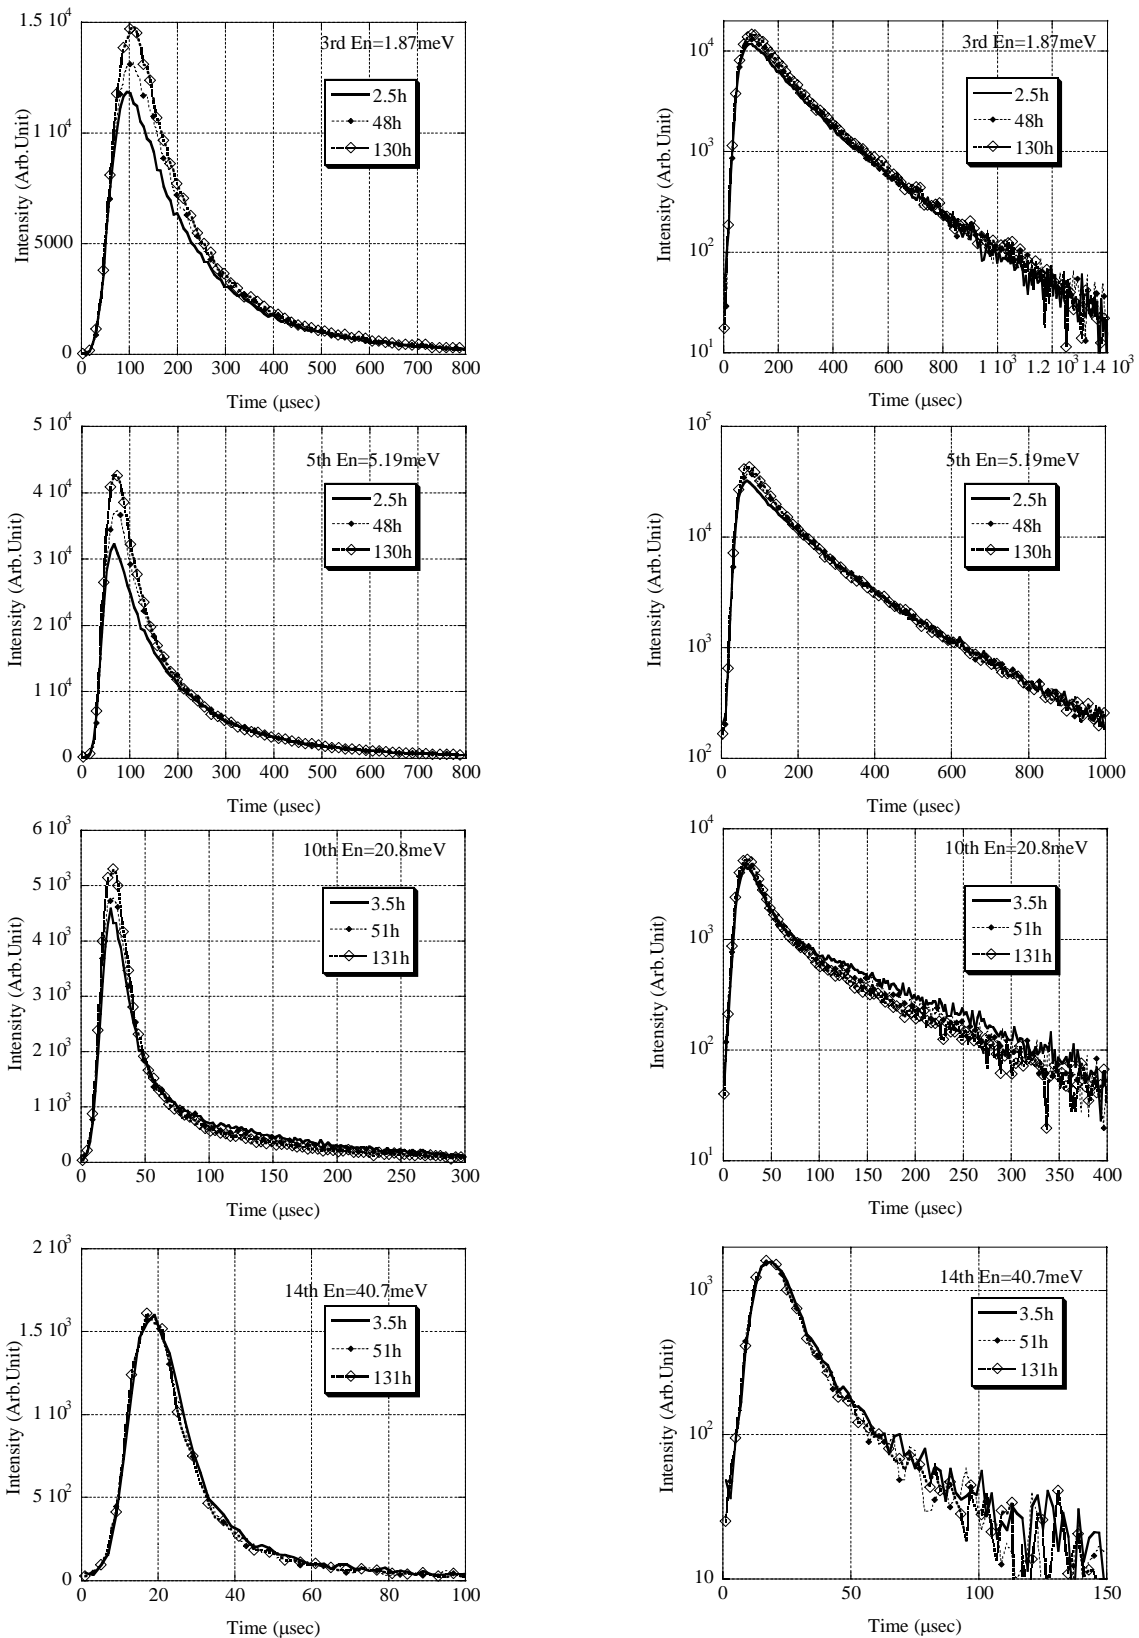 1.5 10⁴
1 10⁴
5000
0
Intensity (Arb.Unit)
3rd En=1.87meV
2.5h
48h
130h
0 100 200 300 400 500 600 700 800
Time (μsec)
10⁴
10³
10²
10¹
Intensity (Arb.Unit)
3rd En=1.87meV
2.5h
48h
130h
0 200 400 600 800 1 10³ 1.2 10³ 1.4 10³
Time (μsec)
5 10⁴
4 10⁴
3 10⁴
2 10⁴
1 10⁴
0
Intensity (Arb.Unit)
5th En=5.19meV
2.5h
48h
130h
0 100 200 300 400 500 600 700 800
Time (μsec)
10⁵
10⁴
10³
10²
Intensity (Arb.Unit)
5th En=5.19meV
2.5h
48h
130h
0 200 400 600 800 1000
Time (μsec)
6 10³
5 10³
4 10³
3 10³
2 10³
1 10³
0
Intensity (Arb.Unit)
10th En=20.8meV
3.5h
51h
131h
0 50 100 150 200 250 300
Time (μsec)
10⁴
10³
10²
10¹
Intensity (Arb.Unit)
10th En=20.8meV
3.5h
51h
131h
0 50 100 150 200 250 300 350 400
Time (μsec)
2 10³
1.5 10³
1 10³
5 10²
0
Intensity (Arb.Unit)
14th En=40.7meV
3.5h
51h
131h
0 20 40 60 80 100
Time (μsec)
10³
10²
10
Intensity (Arb.Unit)
14th En=40.7meV
3.5h
51h
131h
0 50 100 150
Time (μsec)